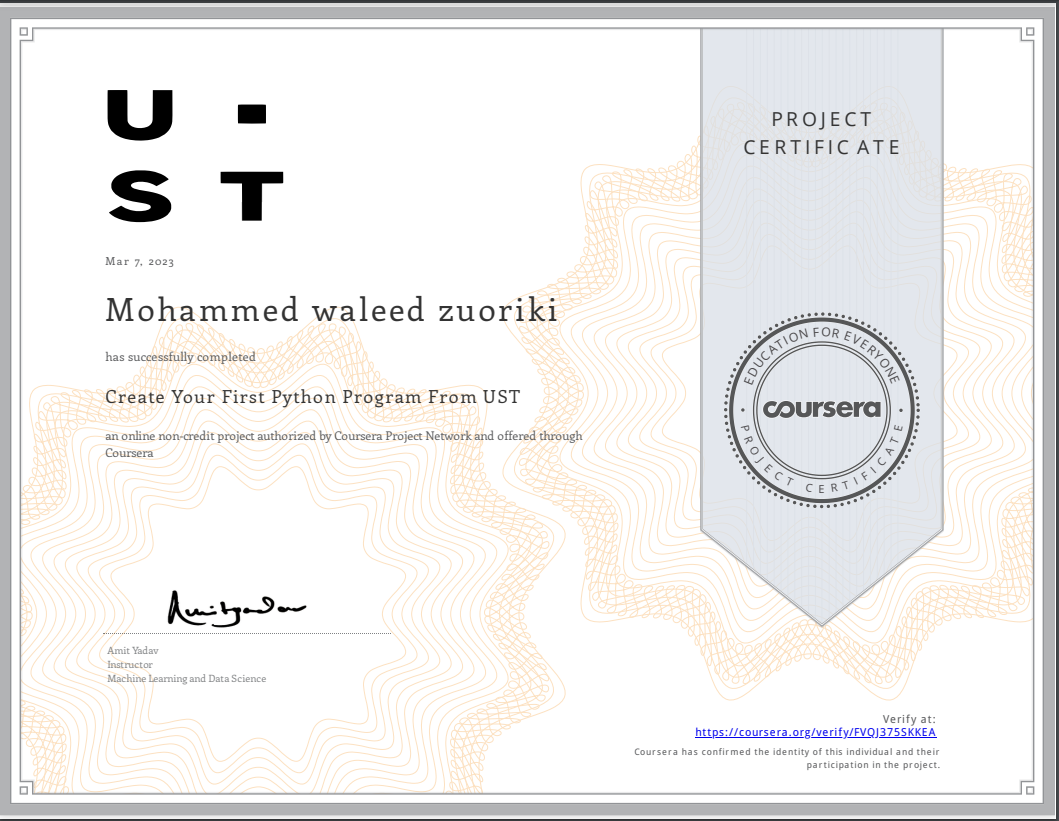 U ·
ST
PROJECT
CERTIFICATE
Mar 7, 2023
Mohammed waleed zuoriki
has successfully completed
Create Your First Python Program From UST
an online non-credit project authorized by Coursera Project Network and offered through
Coursera
EDUCATION FOR EVERYONE
coursera
PROJECT CERTIFICATE
Amit Yadav
Amit Yadav
Instructor
Machine Learning and Data Science
Verify at:
https://coursera.org/verify/FVQJ375SKKEA
Coursera has confirmed the identity of this individual and their
participation in the project.